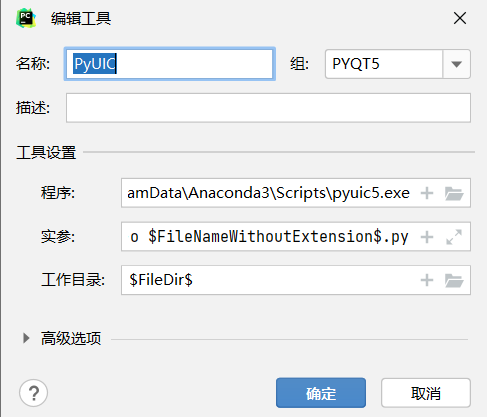 PC 编辑工具
名称: PyUIC 组: PYQT5
描述:
工具设置
程序: amData\Anaconda3\Scripts\pyuic5.exe
实参: o $FileNameWithoutExtension$.py
工作目录: $FileDir$
高级选项
? 确定 取消